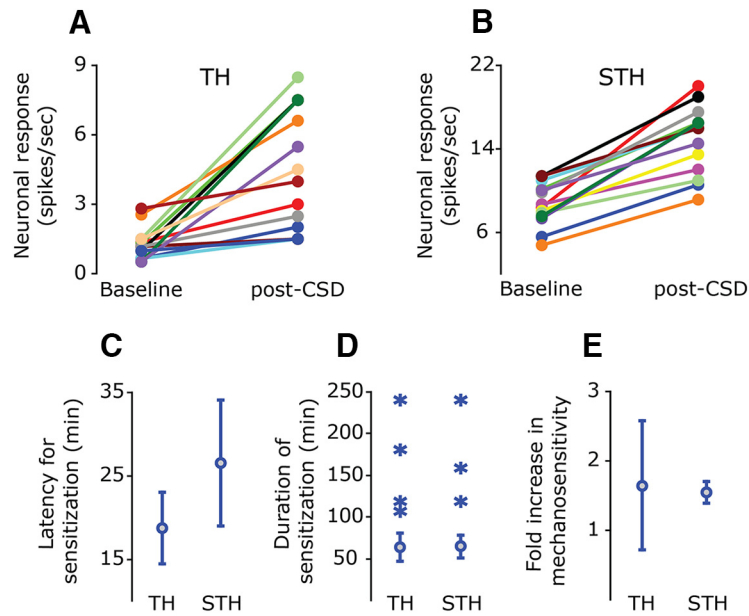 A
B
TH
STH
Neuronal response
(spikes/sec)
9
6
3
0
Baseline
post-CSD
Neuronal response
(spikes/sec)
22
14
6
Baseline
post-CSD
C
D
E
Latency for
sensitization (min)
35
25
15
TH
STH
Duration of
sensitization (min)
250
200
150
100
50
* *
*
*
* *
*
TH
STH
Fold increase in
mechanosensitivity
3
2
1
TH
STH